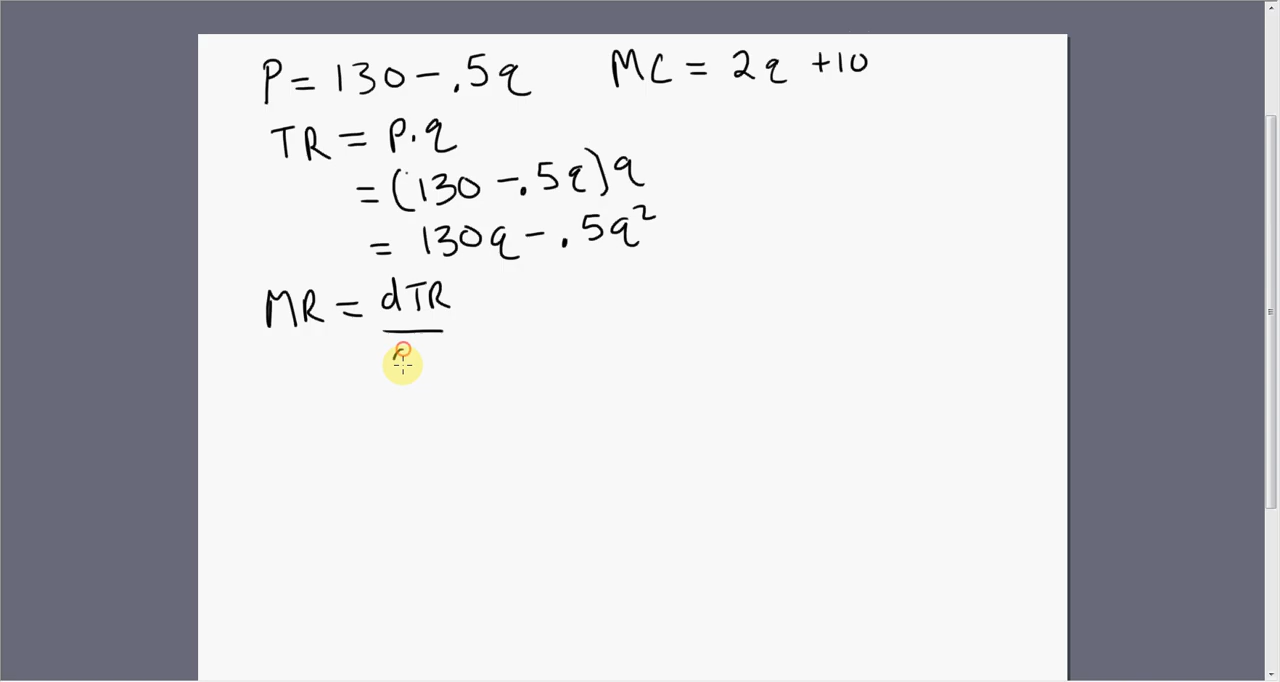 P = 130 - .5q MC = 2q + 10
TR = P.q
= (130 - .5q)q
= 130q - .5q²
MR = dTR